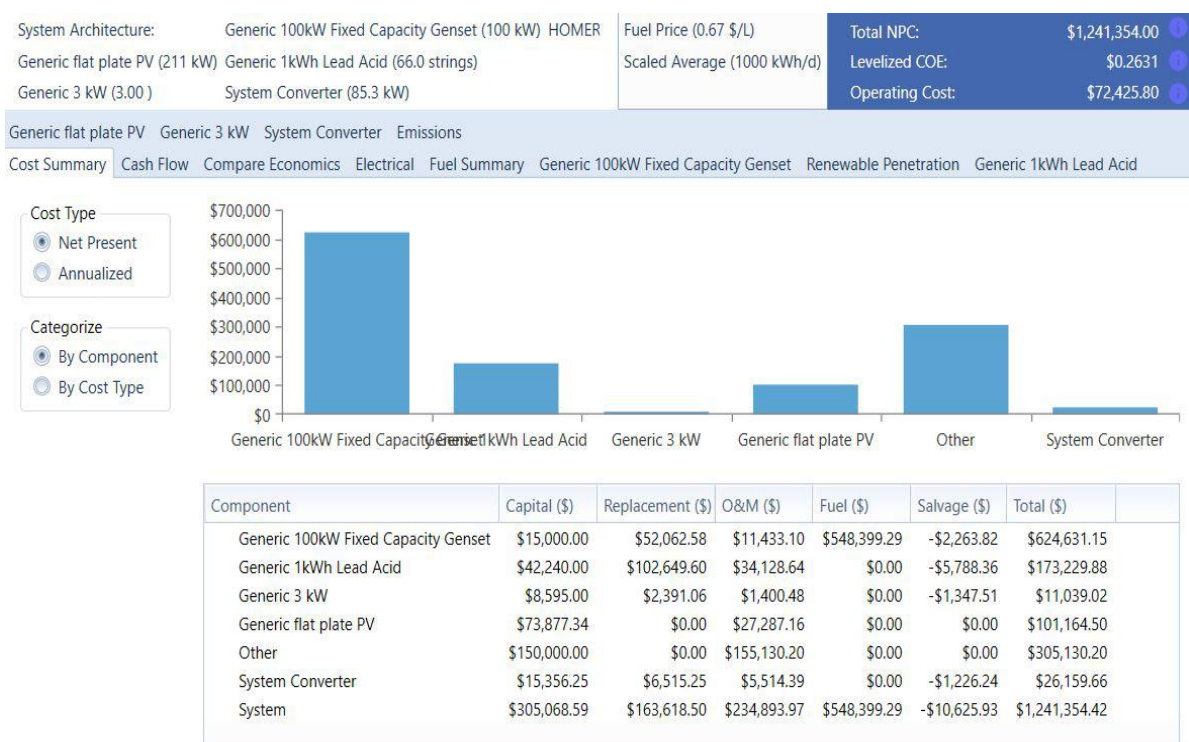 System Architecture: Generic 100kW Fixed Capacity Genset (100 kW) HOMER Fuel Price (0.67 $/L) Total NPC: $1,241,354.00
Generic flat plate PV (211 kW) Generic 1kWh Lead Acid (66.0 strings) Scaled Average (1000 kWh/d) Levelized COE: $0.2631
Generic 3 kW (3.00 ) System Converter (85.3 kW) Operating Cost: $72,425.80
Generic flat plate PV Generic 3 kW System Converter Emissions
Cost Summary Cash Flow Compare Economics Electrical Fuel Summary Generic 100kW Fixed Capacity Genset Renewable Penetration Generic 1kWh Lead Acid
Cost Type
Net Present
Annualized
Categorize
By Component
By Cost Type
$700,000
$600,000
$500,000
$400,000
$300,000
$200,000
$100,000
$0
Generic 100kW Fixed Capacity Genset Generic 1kWh Lead Acid Generic 3 kW Generic flat plate PV Other System Converter
Component Capital ($) Replacement ($) O&M ($) Fuel ($) Salvage ($) Total ($)
Generic 100kW Fixed Capacity Genset $15,000.00 $52,062.58 $11,433.10 $548,399.29 -$2,263.82 $624,631.15
Generic 1kWh Lead Acid $42,240.00 $102,649.60 $34,128.64 $0.00 -$5,788.36 $173,229.88
Generic 3 kW $8,595.00 $2,391.06 $1,400.48 $0.00 -$1,347.51 $11,039.02
Generic flat plate PV $73,877.34 $0.00 $27,287.16 $0.00 $0.00 $101,164.50
Other $150,000.00 $0.00 $155,130.20 $0.00 $0.00 $305,130.20
System Converter $15,356.25 $6,515.25 $5,514.39 $0.00 -$1,226.24 $26,159.66
System $305,068.59 $163,618.50 $234,893.97 $548,399.29 -$10,625.93 $1,241,354.42